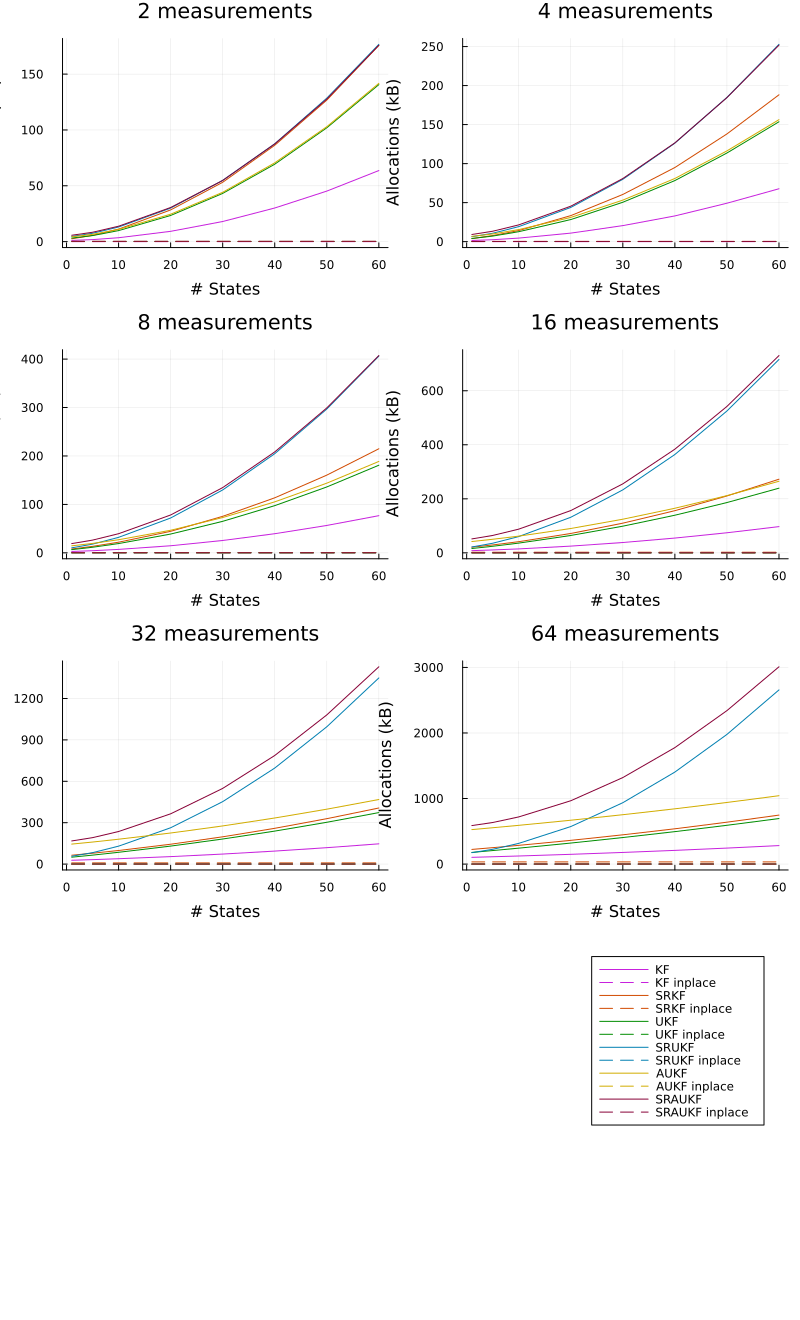 2 measurements
150
100
50
0
0 10 20 30 40 50 60
# States
4 measurements
Allocations (kB)
250
200
150
100
50
0
0 10 20 30 40 50 60
# States
8 measurements
400
300
200
100
0
0 10 20 30 40 50 60
# States
16 measurements
Allocations (kB)
600
400
200
0
0 10 20 30 40 50 60
# States
32 measurements
1200
900
600
300
0
0 10 20 30 40 50 60
# States
64 measurements
Allocations (kB)
3000
2000
1000
0
0 10 20 30 40 50 60
# States
KF
KF inplace
SRKF
SRKF inplace
UKF
UKF inplace
SRUKF
SRUKF inplace
AUKF
AUKF inplace
SRAUKF
SRAUKF inplace